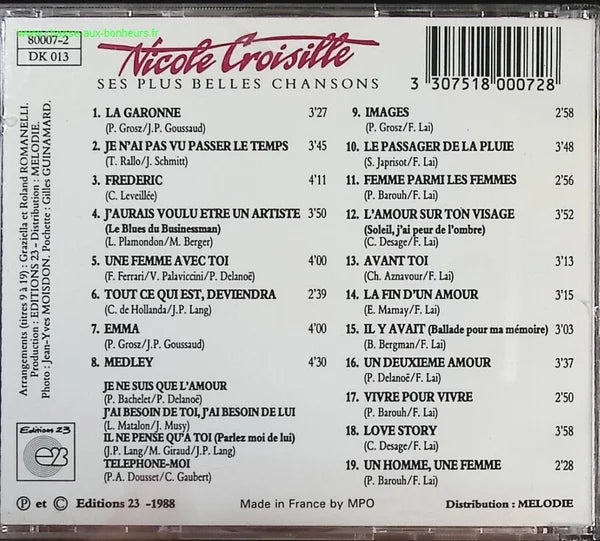 80007-2
DK 013
Nicole Croisille
SES PLUS BELLES CHANSONS
3 307518 000728
1. LA GARONNE 3'27
(P. Grosz/J.P. Goussaud)
2. JE N'AI PAS VU PASSER LE TEMPS 3'45
(T. Rallo/J. Schmitt)
3. FREDERIC 4'11
(C. Leveillée)
4. J'AURAIS VOULU ETRE UN ARTISTE 3'50
(Le Blues du Businessman)
(L. Plamondon/M. Berger)
5. UNE FEMME AVEC TOI 4'00
(F. Ferrari/V. Palaviccini/P. Delanoë)
6. TOUT CE QUI EST, DEVIENDRA 2'39
(C. de Hollanda/J.P. Lang)
7. EMMA 4'00
(P. Grosz/J.P. Goussaud)
8. MEDLEY 4'30
JE NE SUIS QUE L'AMOUR
(P. Bachelet/P. Delanoë)
J'AI BESOIN DE TOI, J'AI BESOIN DE LUI
(L. Matalon/J. Musy)
IL NE PENSE QU'A TOI (Parlez moi de lui)
(J.P. Lang/M. Giraud/J.P. Lang)
TELEPHONE-MOI
(P.A. Dousset/C. Gaubert)
9. IMAGES 2'58
(P. Grosz/F. Lai)
10. LE PASSAGER DE LA PLUIE 3'48
(S. Japrisot/F. Lai)
11. FEMME PARMI LES FEMMES 2'56
(P. Barouh/F. Lai)
12. L'AMOUR SUR TON VISAGE 3'52
(Soleil, j'ai peur de l'ombre)
(C. Desage/F. Lai)
13. AVANT TOI 3'13
(Ch. Aznavour/F. Lai)
14. LA FIN D'UN AMOUR 3'15
(E. Marnay/F. Lai)
15. IL Y AVAIT (Ballade pour ma mémoire) 3'03
(B. Bergman/F. Lai)
16. UN DEUXIEME AMOUR 3'37
(P. Delanoë/F. Lai)
17. VIVRE POUR VIVRE 2'50
(P. Barouh/F. Lai)
18. LOVE STORY 3'58
(C. Desage/F. Lai)
19. UN HOMME, UNE FEMME 2'28
(P. Barouh/F. Lai)
Arrangements (titres 9 à 19) : Graziella et Roland ROMANELLI.
Production : EDITIONS 23 - Distribution : MELODIE.
Photo : Jean-Yves MOISDON. Pochette : Gilles GUINAMARD.
Editions 23
e23
Ⓟ et © Editions 23 -1988
Made in France by MPO
Distribution : MELODIE